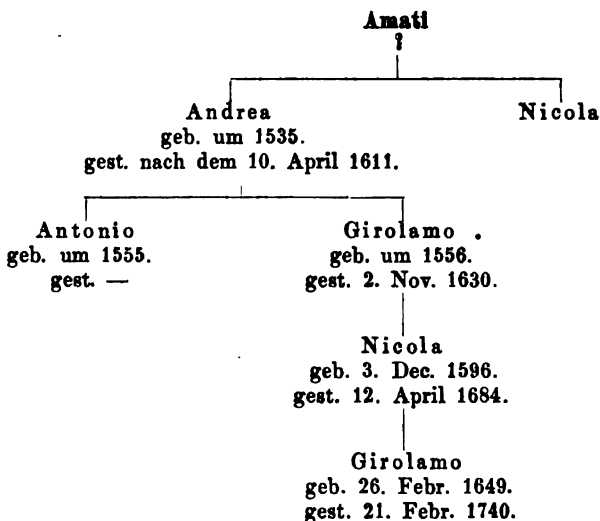 Amati
?
Andrea
geb. um 1535.
gest. nach dem 10. April 1611.
Nicola
Antonio
geb. um 1555.
gest. —
Girolamo
geb. um 1556.
gest. 2. Nov. 1630.
Nicola
geb. 3. Dec. 1596.
gest. 12. April 1684.
Girolamo
geb. 26. Febr. 1649.
gest. 21. Febr. 1740.